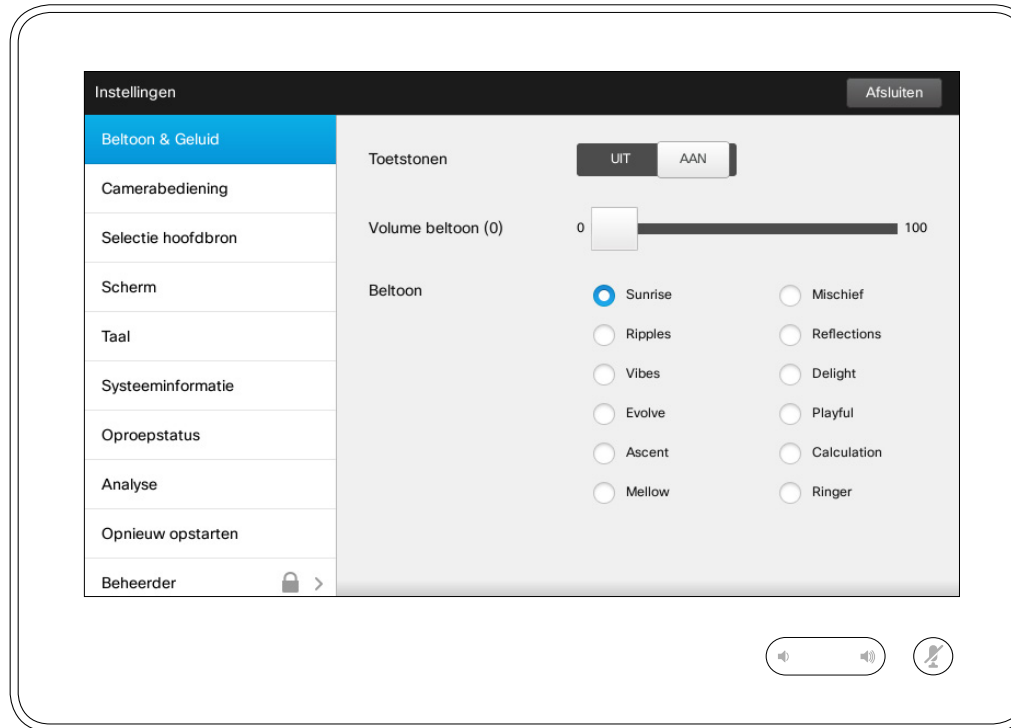 Instellingen
Afsluiten
Beltoon & Geluid
Camerabediening
Selectie hoofdbron
Scherm
Taal
Systeeminformatie
Oproepstatus
Analyse
Opnieuw opstarten
Beheerder
Toetstonen UIT AAN
Volume beltoon (0) 0 100
Beltoon
Sunrise Mischief
Ripples Reflections
Vibes Delight
Evolve Playful
Ascent Calculation
Mellow Ringer